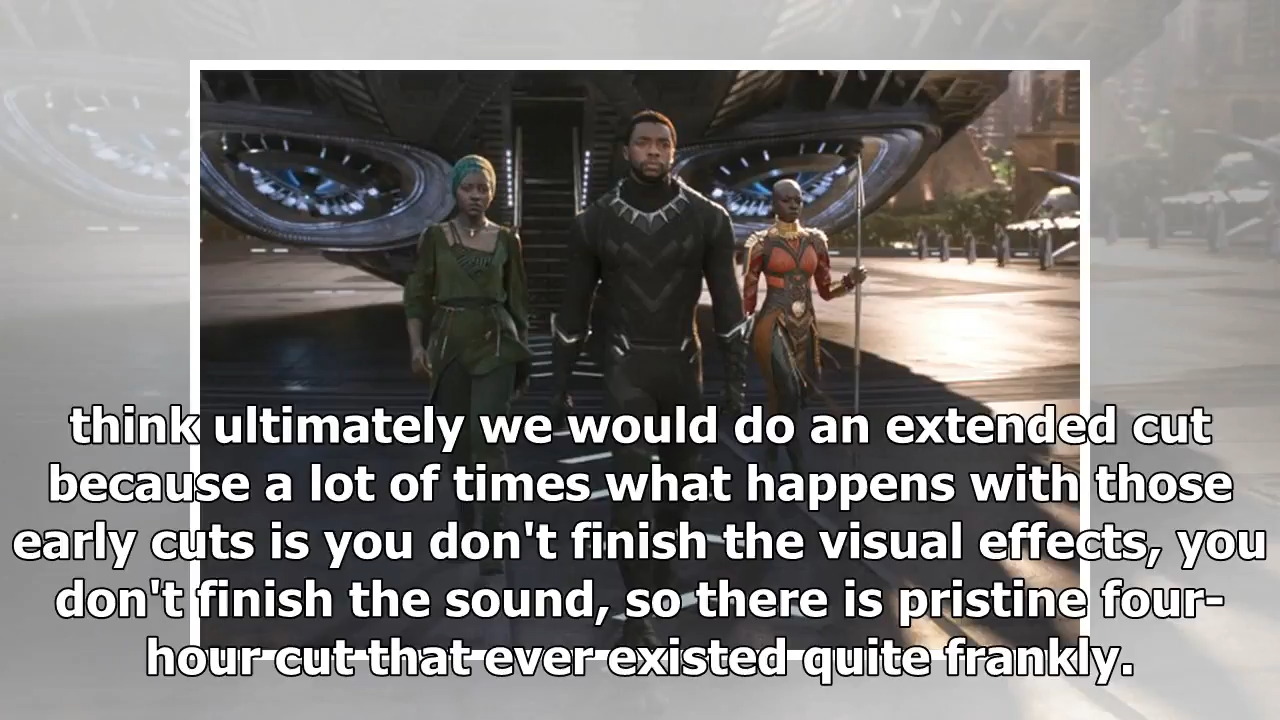 think ultimately we would do an extended cut
because a lot of times what happens with those
early cuts is you don't finish the visual effects, you
don't finish the sound, so there is pristine four-
hour cut that ever existed quite frankly.